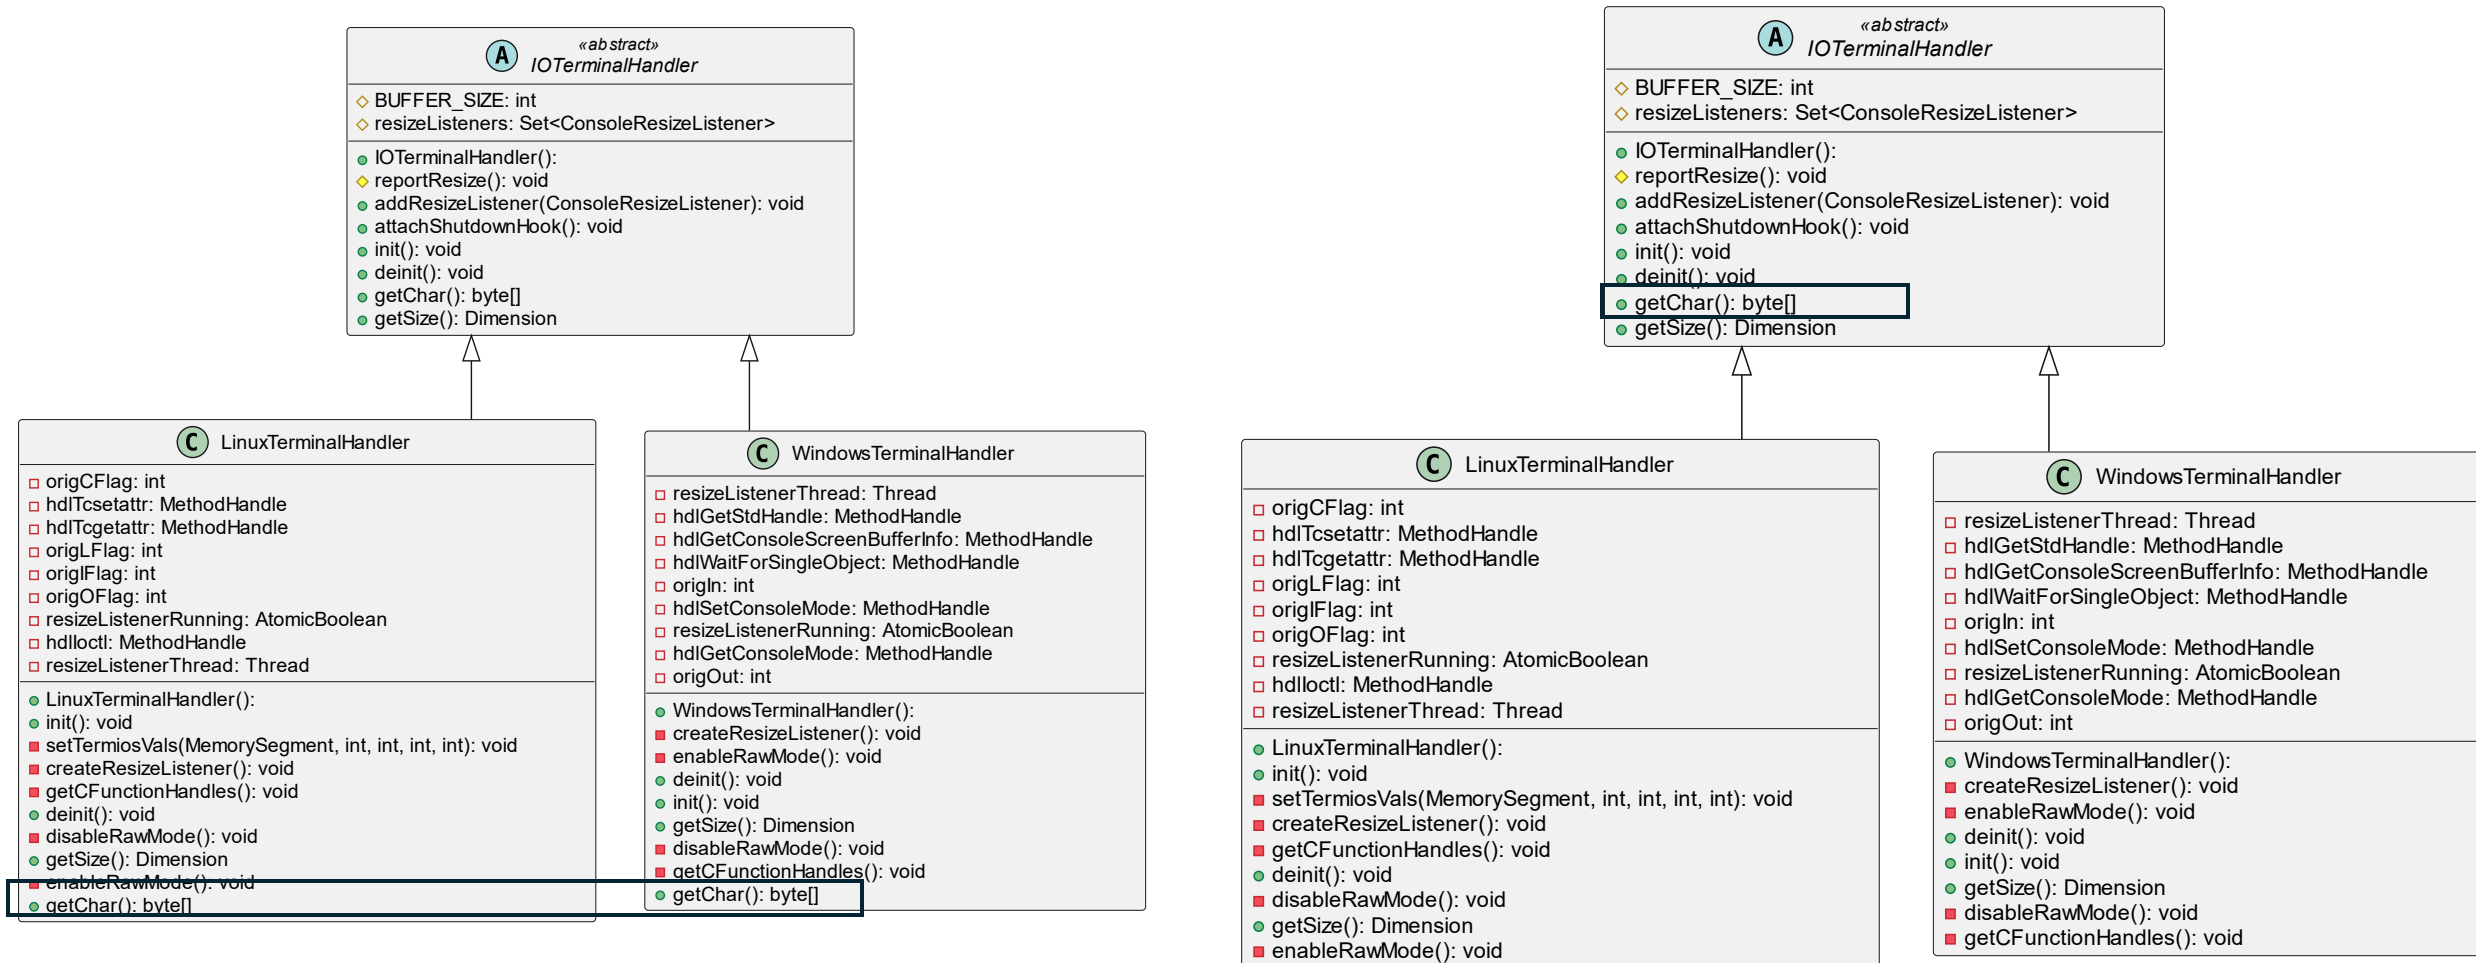 A
«abstract»
IOTerminalHandler
BUFFER_SIZE: int
resizeListeners: Set<ConsoleResizeListener>
IOTerminalHandler():
reportResize(): void
addResizeListener(ConsoleResizeListener): void
attachShutdownHook(): void
init(): void
deinit(): void
getChar(): byte[]
getSize(): Dimension
C LinuxTerminalHandler
origCFlag: int
hdlTcsetattr: MethodHandle
hdlTcgetattr: MethodHandle
origLFlag: int
origIFlag: int
origOFlag: int
resizeListenerRunning: AtomicBoolean
hdlIoctl: MethodHandle
resizeListenerThread: Thread
LinuxTerminalHandler():
init(): void
setTermiosVals(MemorySegment, int, int, int, int): void
createResizeListener(): void
getCFunctionHandles(): void
deinit(): void
disableRawMode(): void
getSize(): Dimension
enableRawMode(): void
getChar(): byte[]
C WindowsTerminalHandler
resizeListenerThread: Thread
hdlGetStdHandle: MethodHandle
hdlGetConsoleScreenBufferInfo: MethodHandle
hdlWaitForSingleObject: MethodHandle
origIn: int
hdlSetConsoleMode: MethodHandle
resizeListenerRunning: AtomicBoolean
hdlGetConsoleMode: MethodHandle
origOut: int
WindowsTerminalHandler():
createResizeListener(): void
enableRawMode(): void
deinit(): void
init(): void
getSize(): Dimension
disableRawMode(): void
getCFunctionHandles(): void
getChar(): byte[]
A
«abstract»
IOTerminalHandler
BUFFER_SIZE: int
resizeListeners: Set<ConsoleResizeListener>
IOTerminalHandler():
reportResize(): void
addResizeListener(ConsoleResizeListener): void
attachShutdownHook(): void
init(): void
deinit(): void
getChar(): byte[]
getSize(): Dimension
C LinuxTerminalHandler
origCFlag: int
hdlTcsetattr: MethodHandle
hdlTcgetattr: MethodHandle
origLFlag: int
origIFlag: int
origOFlag: int
resizeListenerRunning: AtomicBoolean
hdlIoctl: MethodHandle
resizeListenerThread: Thread
LinuxTerminalHandler():
init(): void
setTermiosVals(MemorySegment, int, int, int, int): void
createResizeListener(): void
getCFunctionHandles(): void
deinit(): void
disableRawMode(): void
getSize(): Dimension
enableRawMode(): void
C WindowsTerminalHandler
resizeListenerThread: Thread
hdlGetStdHandle: MethodHandle
hdlGetConsoleScreenBufferInfo: MethodHandle
hdlWaitForSingleObject: MethodHandle
origIn: int
hdlSetConsoleMode: MethodHandle
resizeListenerRunning: AtomicBoolean
hdlGetConsoleMode: MethodHandle
origOut: int
WindowsTerminalHandler():
createResizeListener(): void
enableRawMode(): void
deinit(): void
init(): void
getSize(): Dimension
disableRawMode(): void
getCFunctionHandles(): void